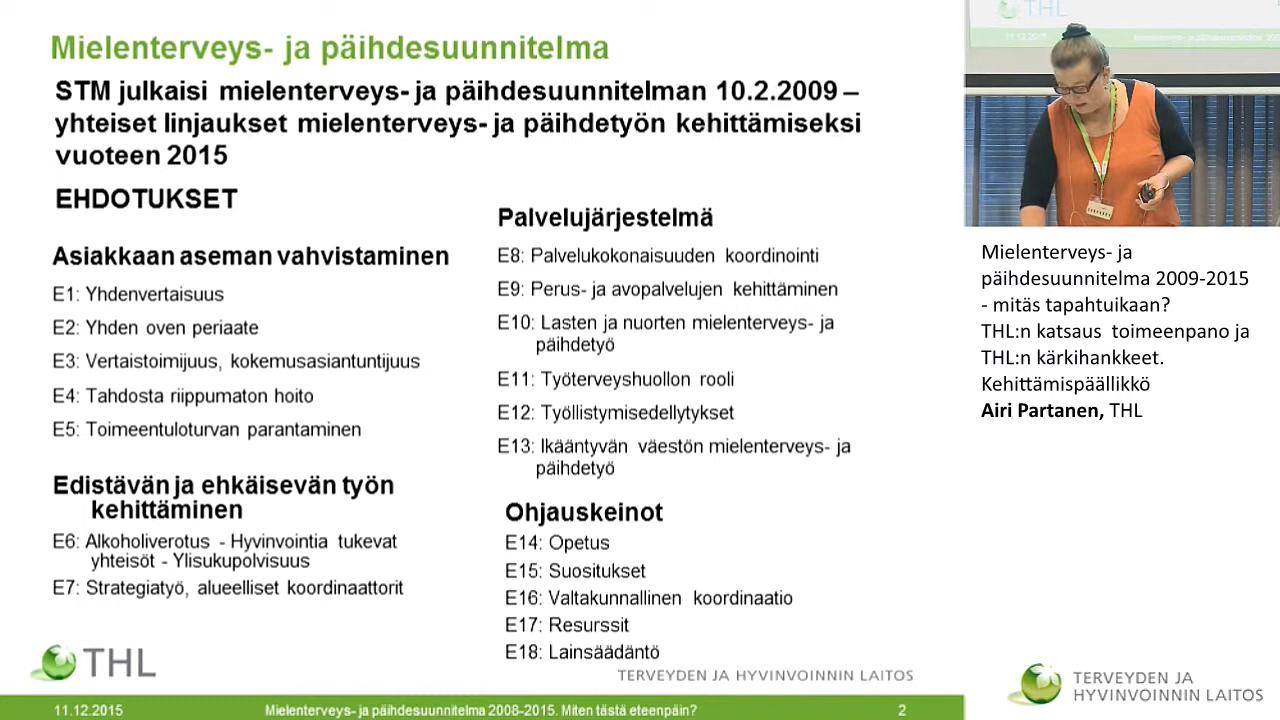 Mielenterveys- ja päihdesuunnitelma
STM julkaisi mielenterveys- ja päihdesuunnitelman 10.2.2009 –
yhteiset linjaukset mielenterveys- ja päihdetyön kehittämiseksi
vuoteen 2015
EHDOTUKSET
Asiakkaan aseman vahvistaminen
E1: Yhdenvertaisuus
E2: Yhden oven periaate
E3: Vertaistoimijuus, kokemusasiantuntijuus
E4: Tahdosta riippumaton hoito
E5: Toimeentuloturvan parantaminen
Edistävän ja ehkäisevän työn
kehittäminen
E6: Alkoholiverotus - Hyvinvointia tukevat
yhteisöt - Ylisukupolvisuus
E7: Strategiatyö, alueelliset koordinaattorit
Palvelujärjestelmä
E8: Palvelukokonaisuuden koordinointi
E9: Perus- ja avopalvelujen kehittäminen
E10: Lasten ja nuorten mielenterveys- ja
päihdetyö
E11: Työterveyshuollon rooli
E12: Työllistymisedellytykset
E13: Ikääntyvän väestön mielenterveys- ja
päihdetyö
Ohjauskeinot
E14: Opetus
E15: Suositukset
E16: Valtakunnallinen koordinaatio
E17: Resurssit
E18: Lainsäädäntö
THL
TERVEYDEN JA HYVINVOINNIN LAITOS
11.12.2015
Mielenterveys- ja päihdesuunnitelma 2008-2015. Miten tästä eteenpäin?
2
THL
11.12.2015
Mielenterveys- ja
päihdesuunnitelma 2009-2015
- mitäs tapahtuikaan?
THL:n katsaus toimeenpano ja
THL:n kärkihankkeet.
Kehittämispäällikkö
Airi Partanen, THL
TERVEYDEN JA
HYVINVOINNIN LAITOS